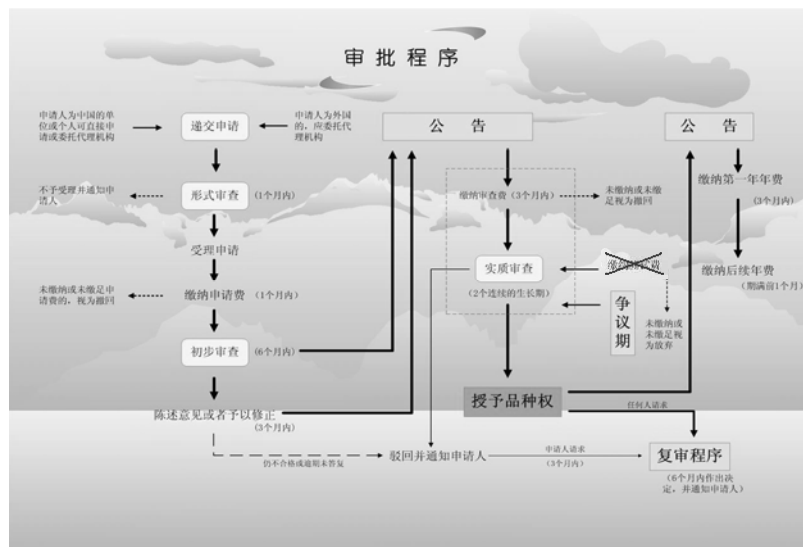 审批程序
申请人为中国的单
位或个人可直接申
请或委托代理机构
递交申请
申请人为外国
的，应委托代
理机构
公 告
公 告
不予受理并通知申
请人
形式审查
(1个月内)
缴纳审查费(3个月内)
未缴纳或未缴
足视为撤回
缴纳第一年年费
(3个月内)
受理申请
实质审查
(2个连续的生长期)
缴纳后续年费
(期满前1个月)
未缴纳或未缴足申
请费的，视为撤回
缴纳申请费
(1个月内)
争
议
期
未缴纳或
未缴足视
为放弃
初步审查
(6个月内)
授予品种权
任何人请求
陈述意见或者予以修正
(3个月内)
仍不合格或逾期未答复
驳回并通知申请人
申请人请求
(3个月内)
复审程序
(6个月内作出决
定，并通知申请人)